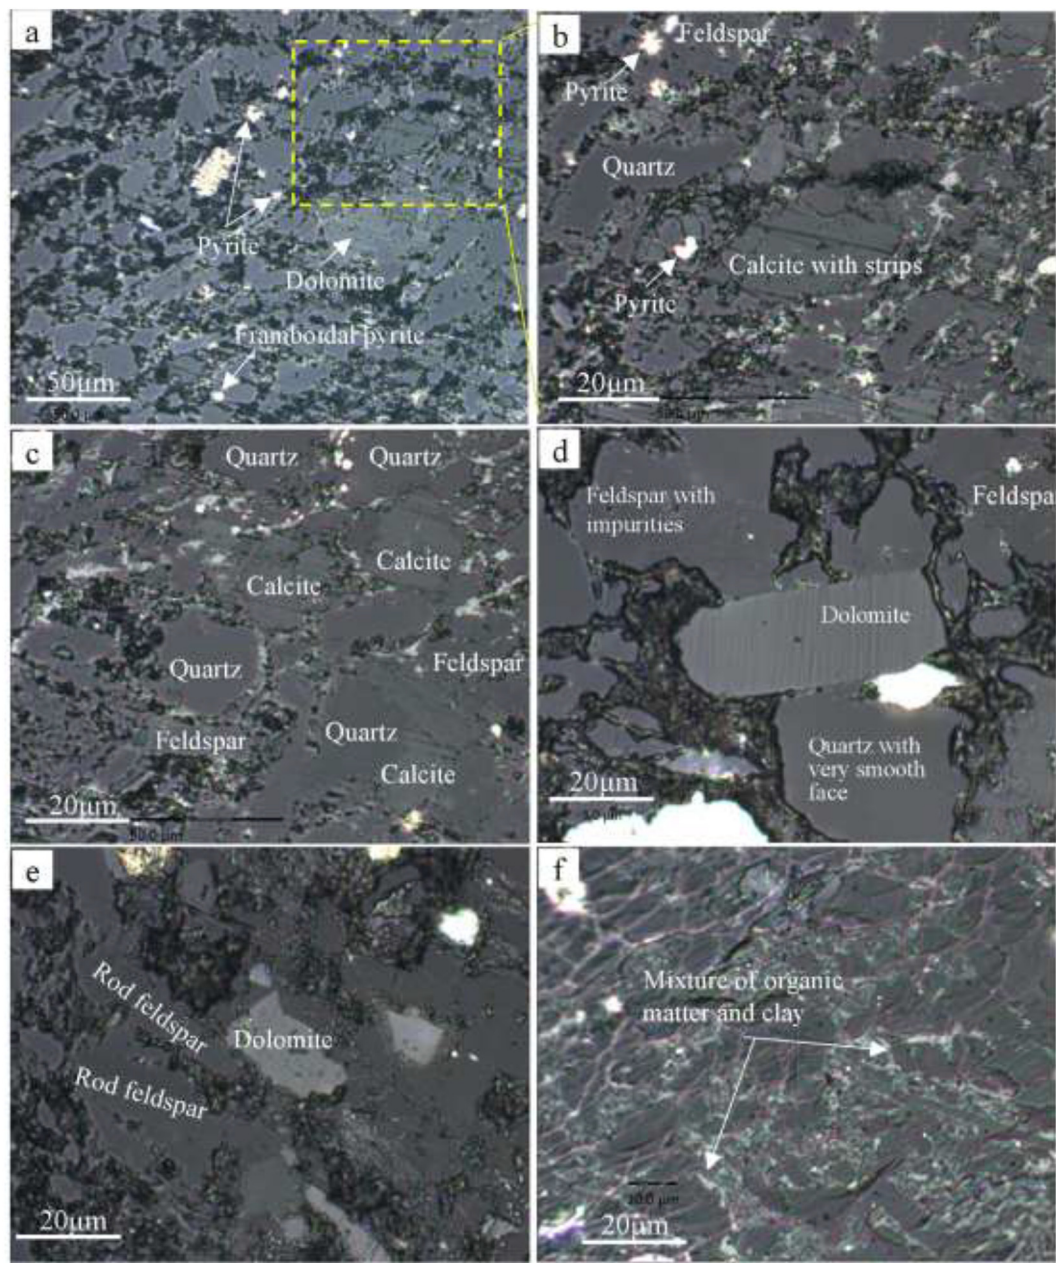 a
Pyrite
Dolomite
Framboidal pyrite
50μm
b
Feldspar
Pyrite
Quartz
Calcite with strips
Pyrite
20μm
c
Quartz
Quartz
Calcite
Calcite
Quartz
Feldspar
Quartz
Feldspar
Calcite
20μm
d
Feldspar with
impurities
Feldspa
Dolomite
Quartz with
very smooth
face
20μm
e
Rod feldspar
Dolomite
Rod feldspar
20μm
f
Mixture of organic
matter and clay
20μm